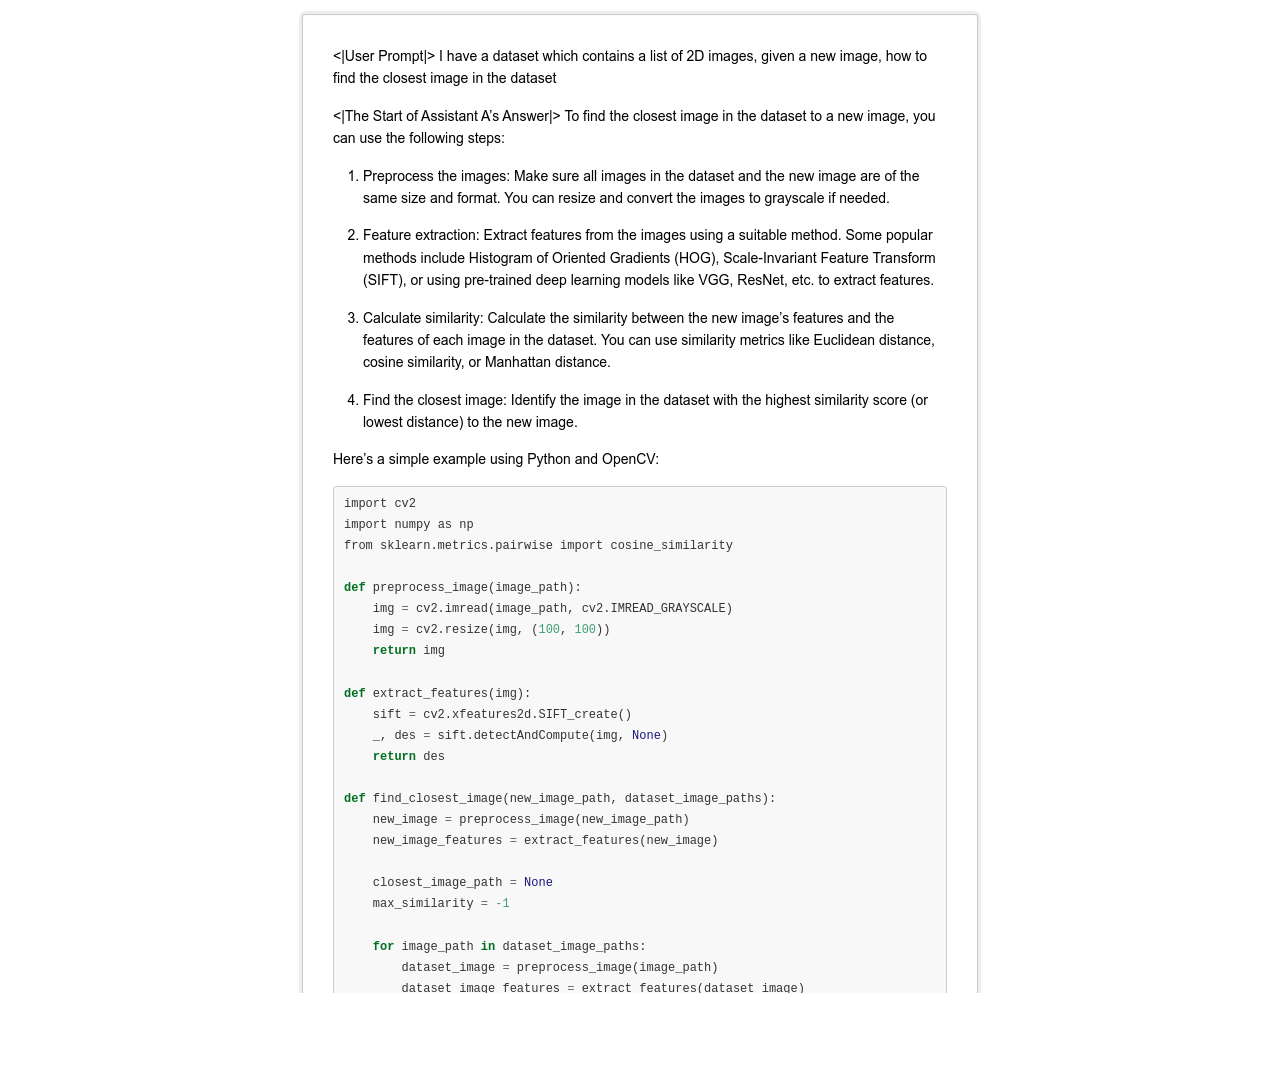 <|User Prompt|> I have a dataset which contains a list of 2D images, given a new image, how to
find the closest image in the dataset
<|The Start of Assistant A’s Answer|> To find the closest image in the dataset to a new image, you
can use the following steps:
1. Preprocess the images: Make sure all images in the dataset and the new image are of the
same size and format. You can resize and convert the images to grayscale if needed.
2. Feature extraction: Extract features from the images using a suitable method. Some popular
methods include Histogram of Oriented Gradients (HOG), Scale-Invariant Feature Transform
(SIFT), or using pre-trained deep learning models like VGG, ResNet, etc. to extract features.
3. Calculate similarity: Calculate the similarity between the new image’s features and the
features of each image in the dataset. You can use similarity metrics like Euclidean distance,
cosine similarity, or Manhattan distance.
4. Find the closest image: Identify the image in the dataset with the highest similarity score (or
lowest distance) to the new image.
Here’s a simple example using Python and OpenCV:
import cv2
import numpy as np
from sklearn.metrics.pairwise import cosine_similarity
def preprocess_image(image_path):
    img = cv2.imread(image_path, cv2.IMREAD_GRAYSCALE)
    img = cv2.resize(img, (100, 100))
    return img
def extract_features(img):
    sift = cv2.xfeatures2d.SIFT_create()
    _, des = sift.detectAndCompute(img, None)
    return des
def find_closest_image(new_image_path, dataset_image_paths):
    new_image = preprocess_image(new_image_path)
    new_image_features = extract_features(new_image)
    closest_image_path = None
    max_similarity = -1
    for image_path in dataset_image_paths:
        dataset_image = preprocess_image(image_path)
        dataset_image_features = extract_features(dataset_image)